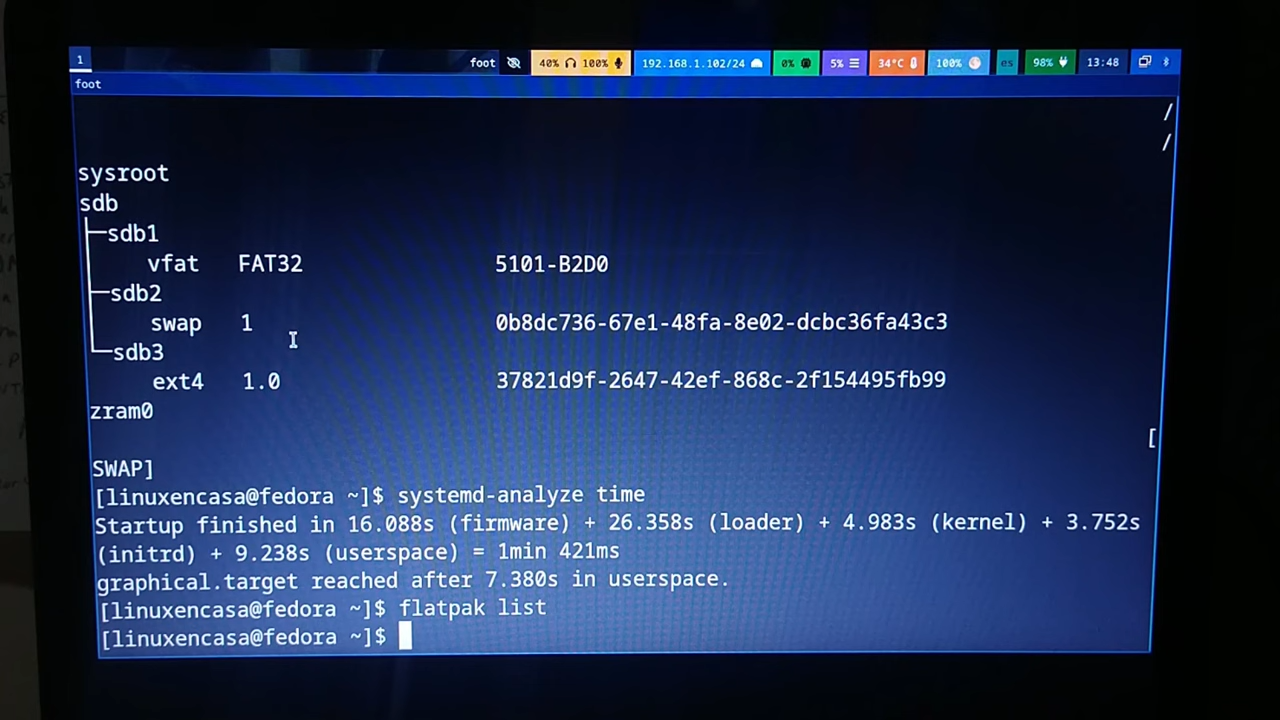 1 foot 40% 100% 192.168.1.102/24 0% 5% 34°C 100% es 98% 13:48
foot
/
/
sysroot
sdb
├─sdb1
vfat FAT32 5101-B2D0
├─sdb2
swap 1 0b8dc736-67e1-48fa-8e02-dcbc36fa43c3
└─sdb3
ext4 1.0 37821d9f-2647-42ef-868c-2f154495fb99
zram0
[
SWAP]
[linuxencasa@fedora ~]$ systemd-analyze time
Startup finished in 16.088s (firmware) + 26.358s (loader) + 4.983s (kernel) + 3.752s
(initrd) + 9.238s (userspace) = 1min 421ms
graphical.target reached after 7.380s in userspace.
[linuxencasa@fedora ~]$ flatpak list
[linuxencasa@fedora ~]$